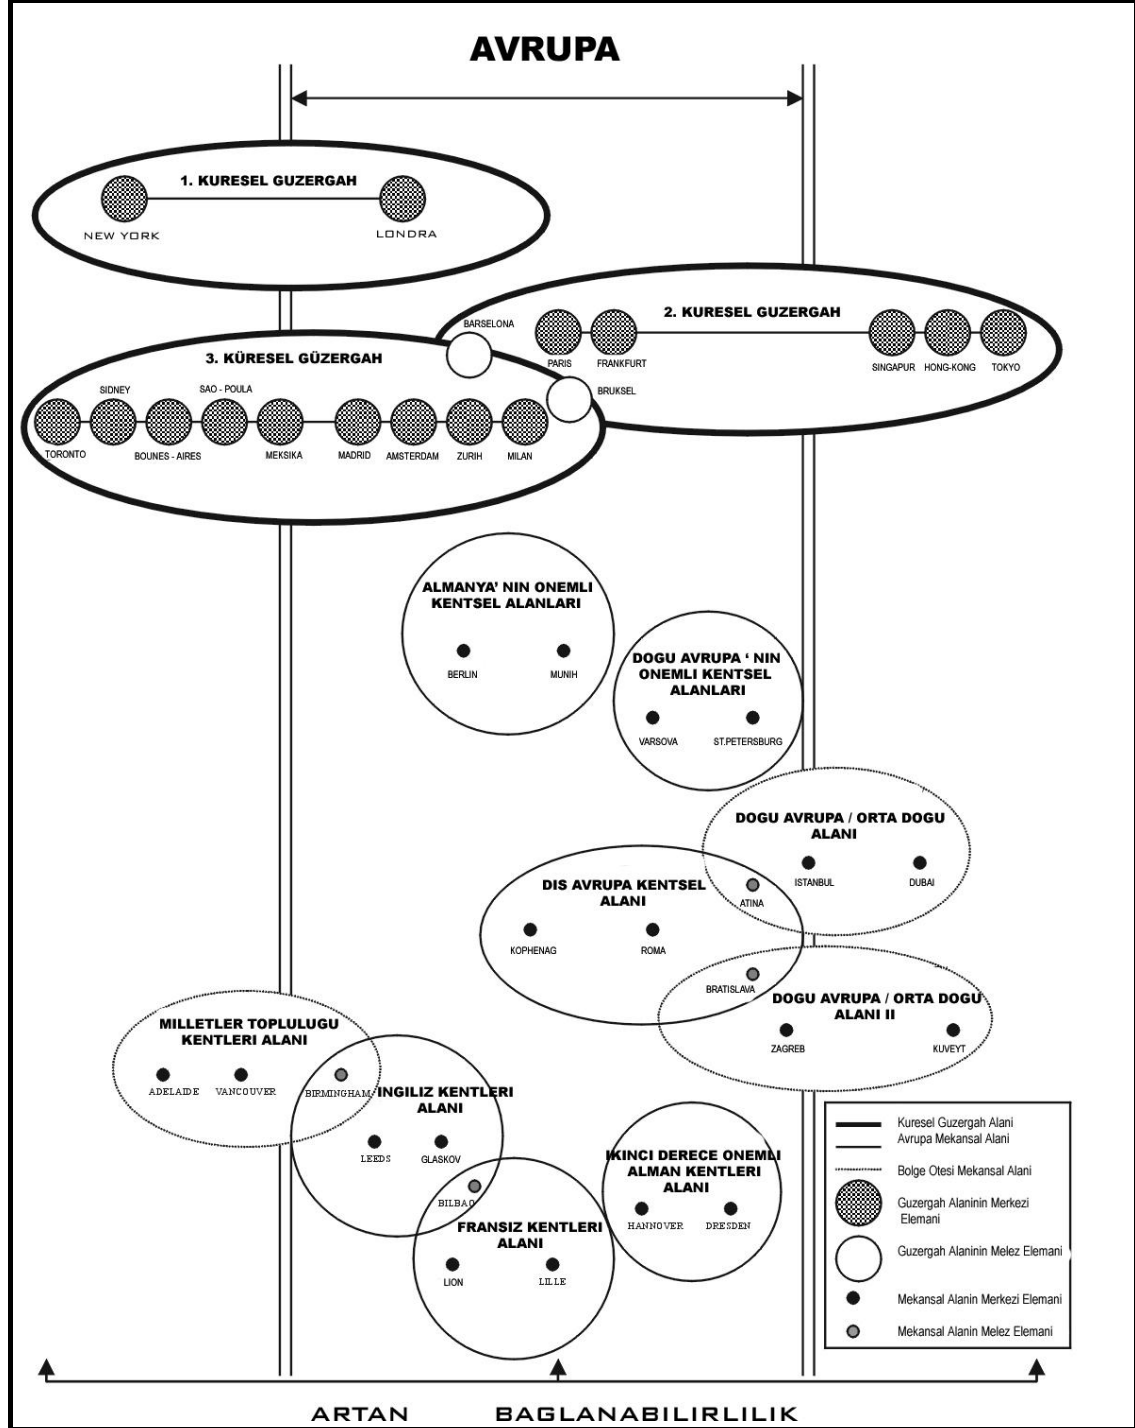 AVRUPA
1. KURESEL GUZERGAH
NEW YORK
LONDRA
2. KURESEL GUZERGAH
PARIS
FRANKFURT
SINGAPUR
HONG-KONG
TOKYO
BARSELONA
BRUKSEL
3. KÜRESEL GÜZERGAH
SIDNEY
SAO - POULA
TORONTO
BOUNES - AIRES
MEKSIKA
MADRID
AMSTERDAM
ZURIH
MILAN
ALMANYA' NIN ONEMLI
KENTSEL ALANLARI
BERLIN
MUNIH
DOGU AVRUPA ‘ NIN
ONEMLI KENTSEL
ALANLARI
VARSOVA
ST.PETERSBURG
DOGU AVRUPA / ORTA DOGU
ALANI
ISTANBUL
DUBAI
DIS AVRUPA KENTSEL
ALANI
ATINA
KOPHENAG
ROMA
BRATISLAVA
DOGU AVRUPA / ORTA DOGU
ALANI II
ZAGREB
KUVEYT
MILLETLER TOPLULUGU
KENTLERI ALANI
ADELAIDE
VANCOUVER
BIRMINGHAM
INGILIZ KENTLERI
ALANI
LEEDS
GLASKOV
BILBAO
FRANSIZ KENTLERI
ALANI
LION
LILLE
IKINCI DERECE ONEMLI
ALMAN KENTLERI
ALANI
HANNOVER
DRESDEN
Kuresel Guzergah Alani
Avrupa Mekansal Alani
Bolge Otesi Mekansal Alani
Guzergah Alaninin Merkezi
Elemani
Guzergah Alaninin Melez Elemani
Mekansal Alanin Merkezi Elemani
Mekansal Alanin Melez Elemani
ARTAN BAGLANABILIRLILIK